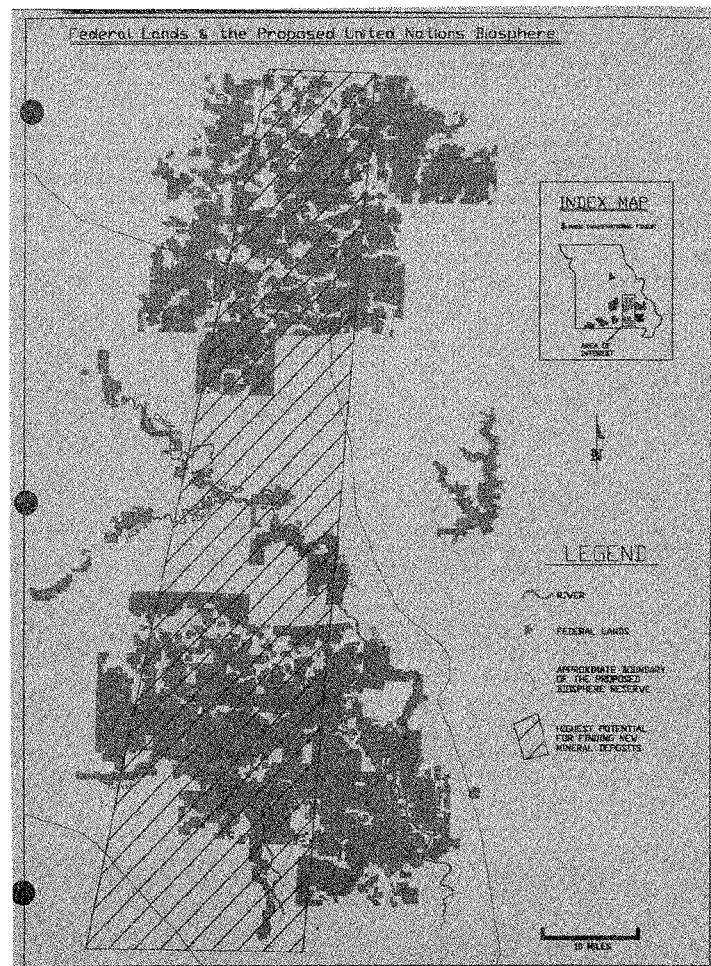 Federal Lands & the Proposed United Nations Biosphere
INDEX MAP
AREA OF
INTEREST
N
LEGEND
RIVER
FEDERAL LANDS
APPROXIMATE BOUNDARY
OF THE PROPOSED
BIOSPHERE RESERVE
HIGHEST POTENTIAL
FOR FINDING NEW
MINERAL DEPOSITS
10 MILES